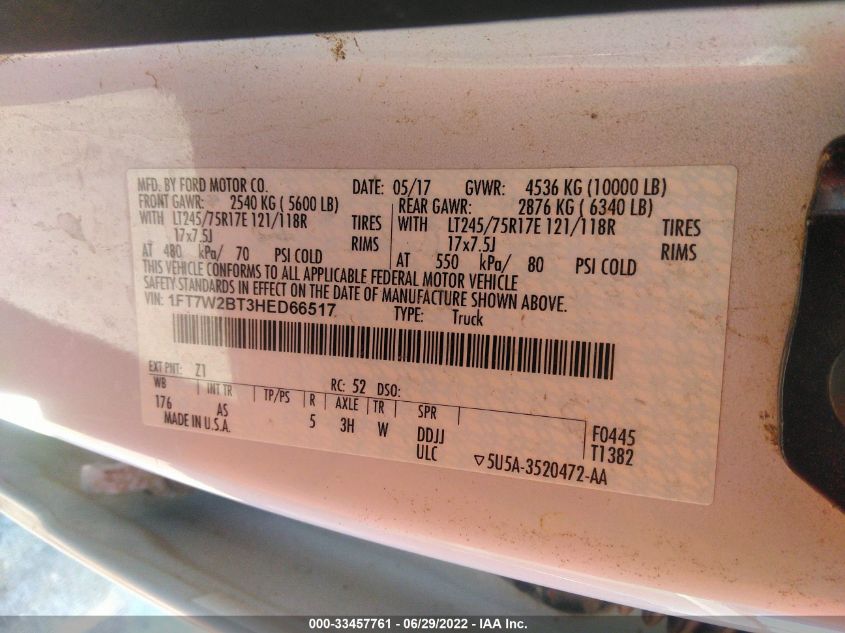 MFD. BY FORD MOTOR CO. DATE: 05/17 GVWR: 4536 KG (10000 LB)
FRONT GAWR: 2540 KG ( 5600 LB) REAR GAWR: 2876 KG ( 6340 LB)
WITH LT245/75R17E 121/118R TIRES WITH LT245/75R17E 121/118R TIRES
17x7.5J RIMS 17x7.5J RIMS
AT 480 kPa/ 70 PSI COLD AT 550 kPa/ 80 PSI COLD
THIS VEHICLE CONFORMS TO ALL APPLICABLE FEDERAL MOTOR VEHICLE
SAFETY STANDARDS IN EFFECT ON THE DATE OF MANUFACTURE SHOWN ABOVE.
VIN: 1FT7W2BT3HED66517 TYPE: Truck
EXT PNT: Z1 RC: 52 DSO:
WB INT TR TP/PS R AXLE TR SPR
176 AS 5 3H W DDJJ F0445
MADE IN U.S.A. ULC T1382
▽5U5A-3520472-AA
000-33457761 - 06/29/2022 - IAA Inc.